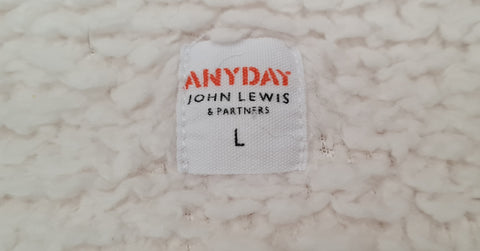 ANYDAY
JOHN LEWIS
& PARTNERS
L